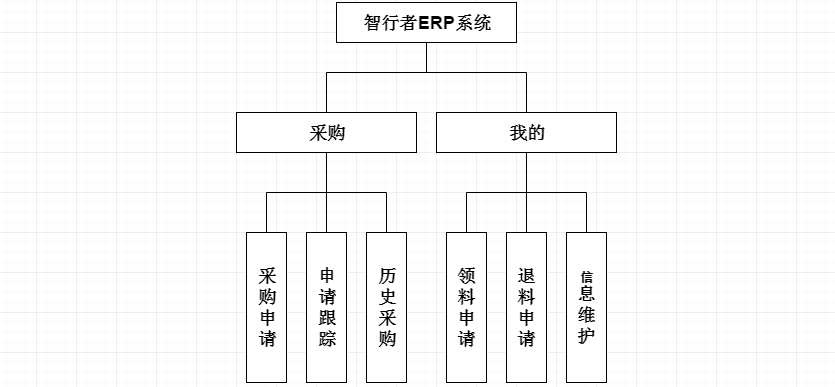 智行者ERP系统
采购
我的
采购申请
申请跟踪
历史采购
领料申请
退料申请
信息维护